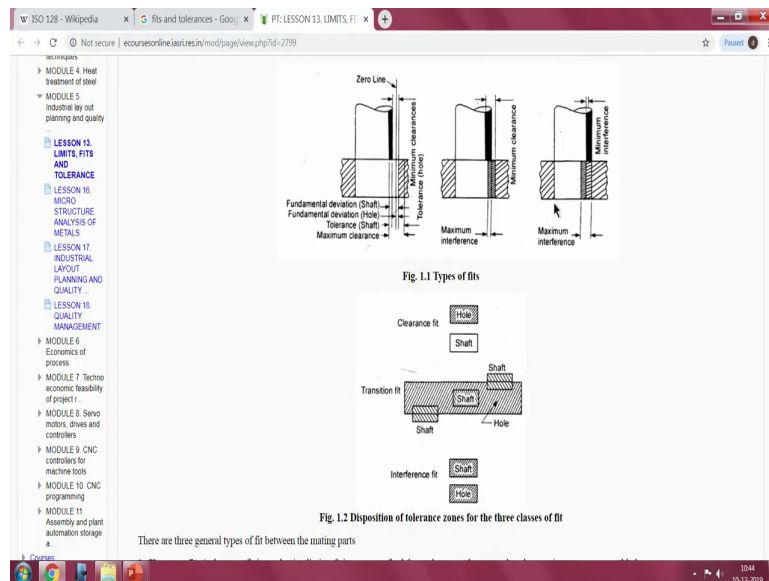 ISO 128 - Wikipedia
fits and tolerances - Goog
PT: LESSON 13. LIMITS, FIT
Not secure | ecoursesonline.iasri.res.in/mod/page/view.php?id=2799
Paused
d
techniques
MODULE 4. Heat
treatment of steel
MODULE 5.
Industrial lay out
planning and quality
...
LESSON 13.
LIMITS, FITS
AND
TOLERANCE
LESSON 16.
MICRO
STRUCTURE
ANALYSIS OF
METALS
LESSON 17.
INDUSTRIAL
LAYOUT
PLANNING AND
QUALITY ...
LESSON 18.
QUALITY
MANAGEMENT
MODULE 6.
Economics of
process
MODULE 7. Techno
economic feasibility
of project r...
MODULE 8. Servo
motors, drives and
controllers
MODULE 9. CNC
controllers for
machine tools
MODULE 10. CNC
programming
MODULE 11.
Assembly and plant
automation storage
a...
Courses
Zero Line
Minimum clearances
Tolerance (hole)
Fundamental deviation (Shaft)
Fundamental deviation (Hole)
Tolerance (Shaft)
Maximum clearance
Minimum clearance
Maximum
interference
Minimum
interference
Maximum
interference
Fig. 1.1 Types of fits
Clearance fit
Hole
Shaft
Transition fit
Shaft
Shaft
Shaft
Hole
Interference fit
Shaft
Hole
Fig. 1.2 Disposition of tolerance zones for the three classes of fit
There are three general types of fit between the mating parts
10:44
10-12-2019